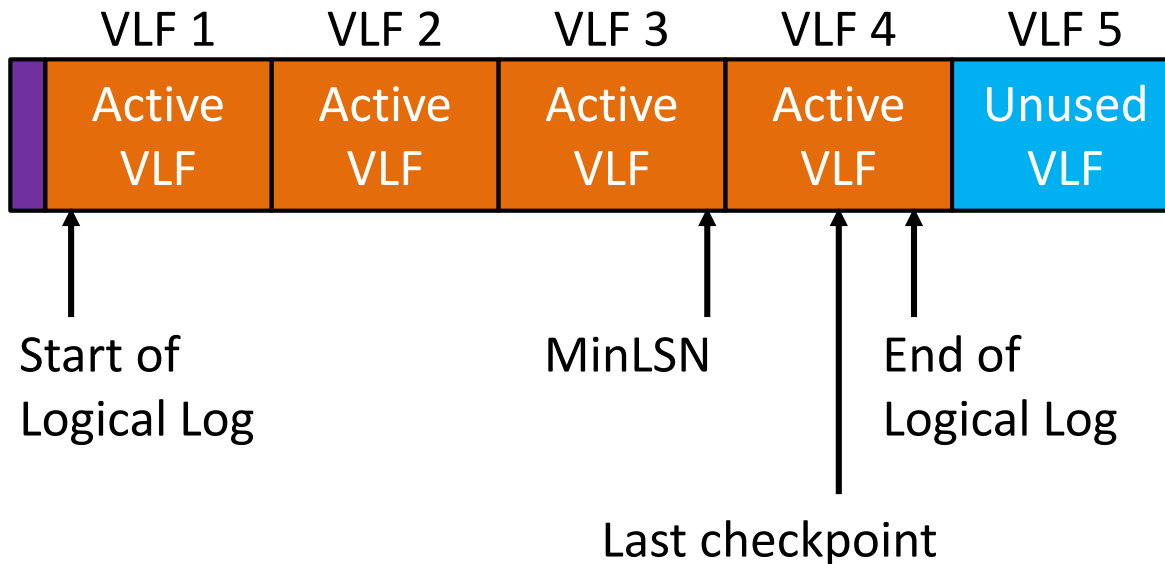 VLF 1 VLF 2 VLF 3 VLF 4 VLF 5
Active Active Active Active Unused
VLF VLF VLF VLF VLF
Start of MinLSN End of
Logical Log Logical Log
Last checkpoint